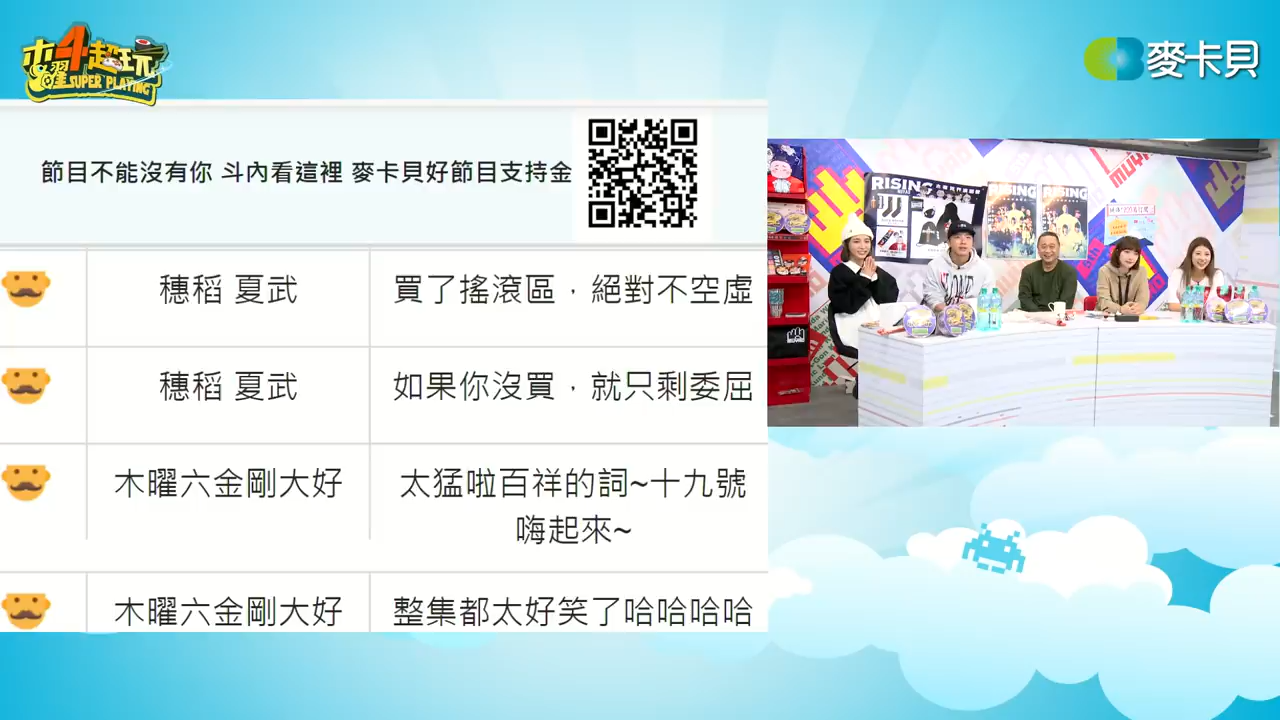 木曜4超玩
SUPER PLAYING
麥卡貝
節目不能沒有你 斗內看這裡 麥卡貝好節目支持金
穗稻 夏武
買了搖滾區，絕對不空虛
穗稻 夏武
如果你沒買，就只剩委屈
木曜六金剛大好
太猛啦百祥的詞~十九號
嗨起來~
木曜六金剛大好
整集都太好笑了哈哈哈哈
RISING
RISING
RISING